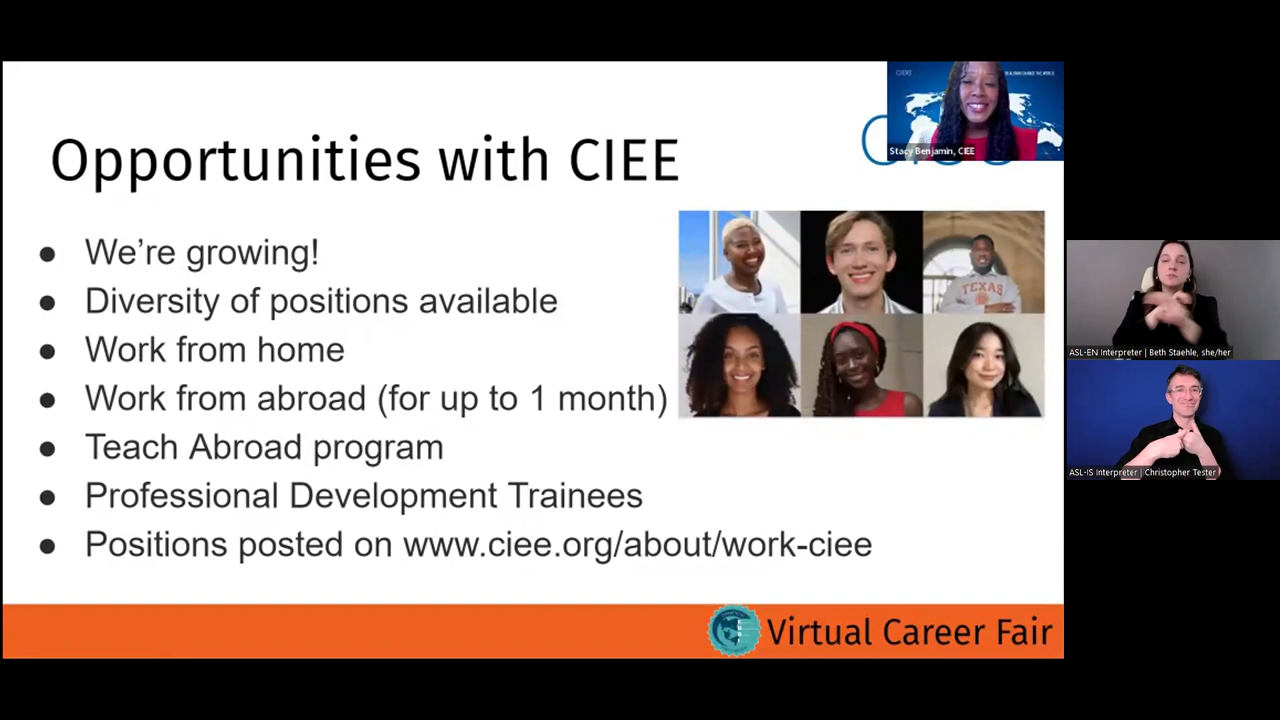 Opportunities with CIEE
ciee
Stacy Benjamin, CIEE
● We’re growing!
● Diversity of positions available
● Work from home
● Work from abroad (for up to 1 month)
● Teach Abroad program
● Professional Development Trainees
● Positions posted on www.ciee.org/about/work-ciee
TEXAS
ASL-EN Interpreter | Beth Staehle, she/her
ASL-IS Interpreter | Christopher Tester
Virtual Career Fair